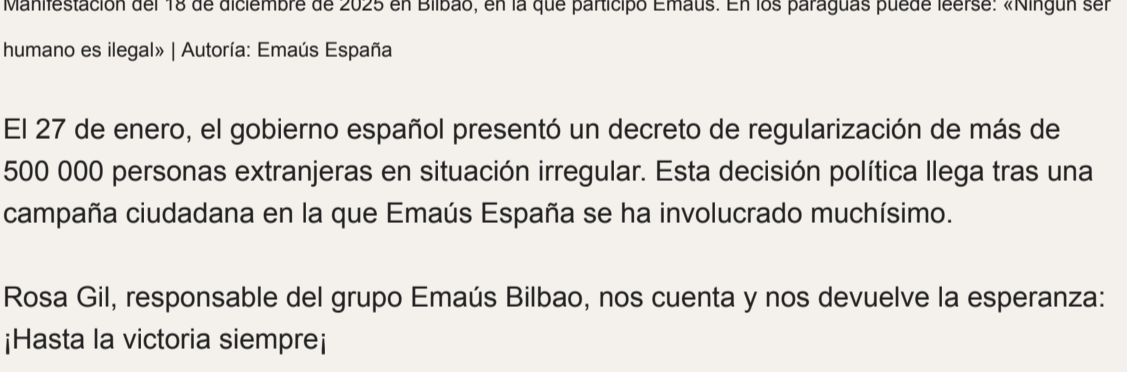 Manifestación del 18 de diciembre de 2025 en Bilbao, en la que participó Emaús. En los paraguas puede leerse: «Ningún ser
humano es ilegal» | Autoría: Emaús España
El 27 de enero, el gobierno español presentó un decreto de regularización de más de
500 000 personas extranjeras en situación irregular. Esta decisión política llega tras una
campaña ciudadana en la que Emaús España se ha involucrado muchísimo.
Rosa Gil, responsable del grupo Emaús Bilbao, nos cuenta y nos devuelve la esperanza:
¡Hasta la victoria siempre¡